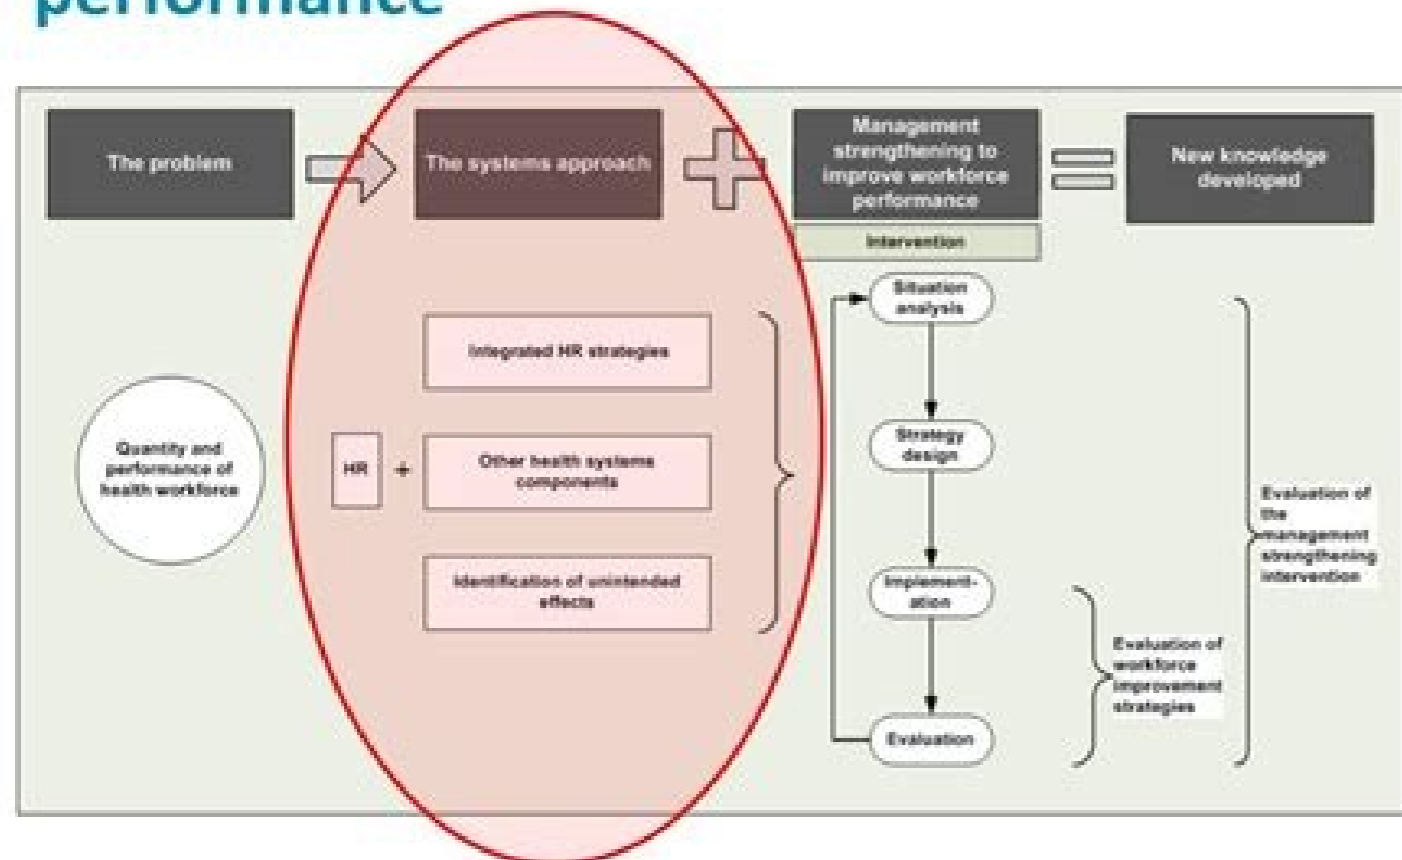 performance
The problem
The systems approach
Management
strengthening to
improve workforce
performance
New knowledge
developed
Intervention
Quantity and
performance of
health workforce
HR
+
Integrated HR strategies
Other health systems
components
Identification of unintended
effects
Situation
analysis
Strategy
design
Implement-
ation
Evaluation
Evaluation of
workforce
improvement
strategies
Evaluation of
the
management
strengthening
intervention